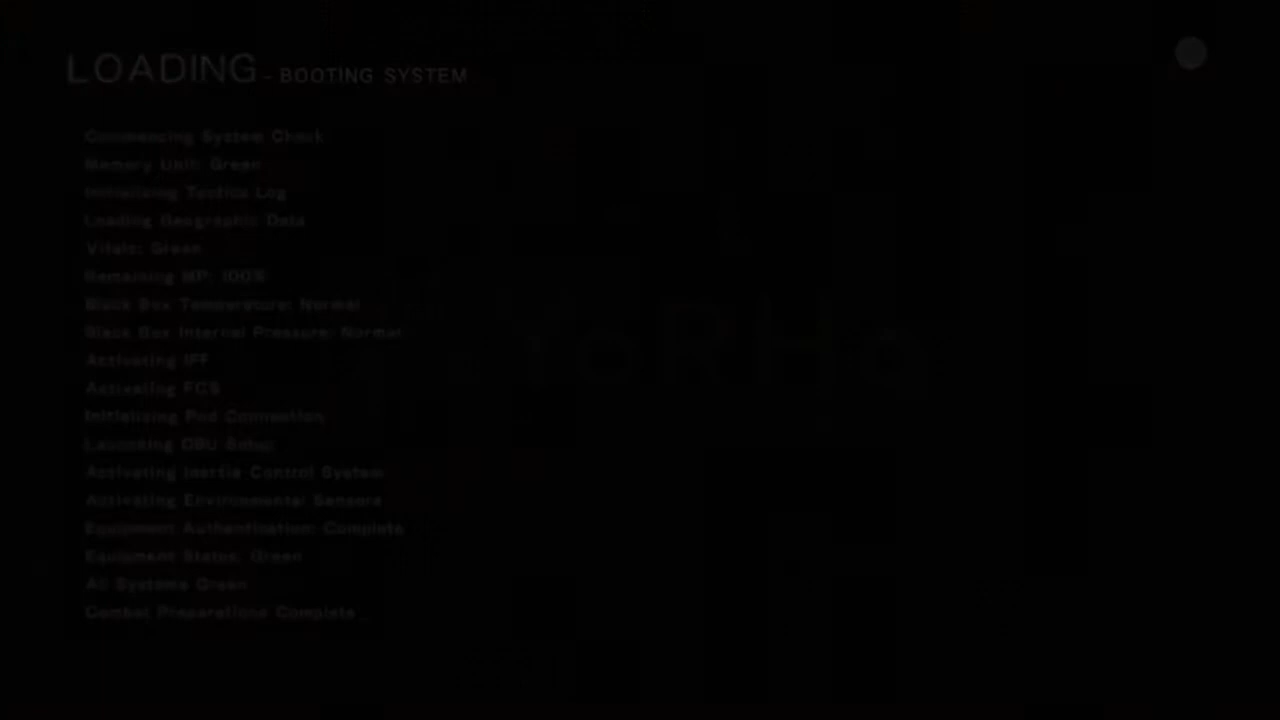 LOADING - BOOTING SYSTEM
Commencing System Check
Memory Unit: Green
Initializing Tactics Log
Loading Geographic Data
Vitals: Green
Remaining MP: 100%
Black Box Temperature: Normal
Black Box Internal Pressure: Normal
Activating IFF
Activating FCS
Initializing Pod Connection
Launching DBU Setup
Activating Inertia Control System
Activating Environmental Sensors
Equipment Authentication: Complete
Equipment Status: Green
All Systems Green
Combat Preparations Complete_
YoRHa